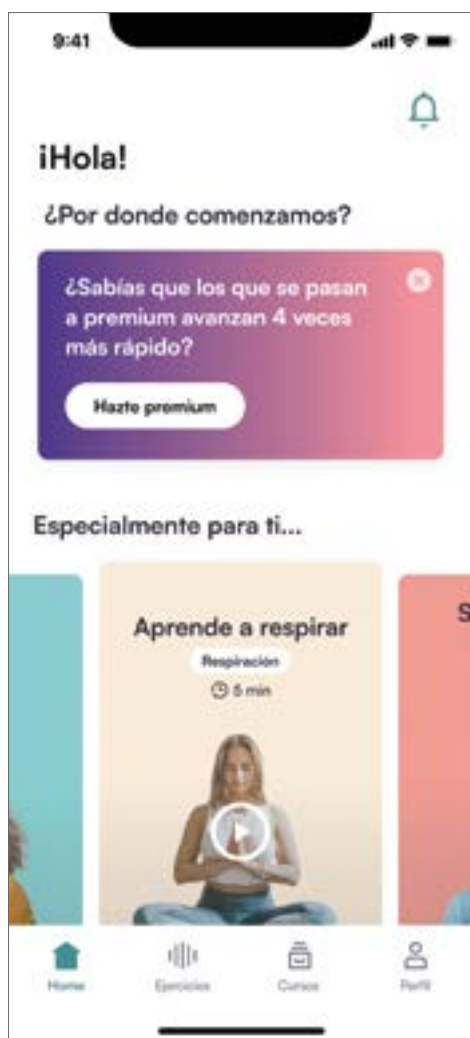 9:41
¡Hola!
¿Por donde comenzamos?
¿Sabías que los que se pasan
a premium avanzan 4 veces
más rápido?
Hazte premium
Especialmente para ti...
Aprende a respirar
S
Respiración
5 min
Home
Ejercicios
Cursos
Perfil